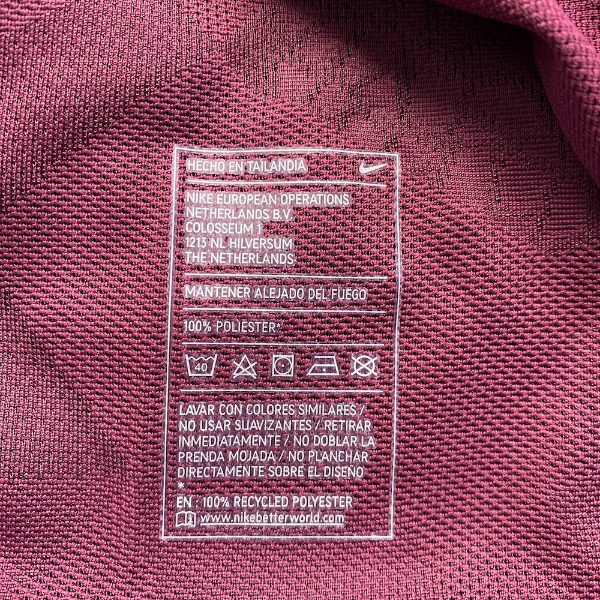 HECHO EN TAILANDIA
NIKE EUROPEAN OPERATIONS
NETHERLANDS B.V.
COLOSSEUM 1
1213 NL HILVERSUM
THE NETHERLANDS
MANTENER ALEJADO DEL FUEGO
100% POLIESTER*
40
LAVAR CON COLORES SIMILARES /
NO USAR SUAVIZANTES / RETIRAR
INMEDIATAMENTE / NO DOBLAR LA
PRENDA MOJADA / NO PLANCHAR
DIRECTAMENTE SOBRE EL DISEÑO
*
EN : 100% RECYCLED POLYESTER
www.nikebetterworld.com